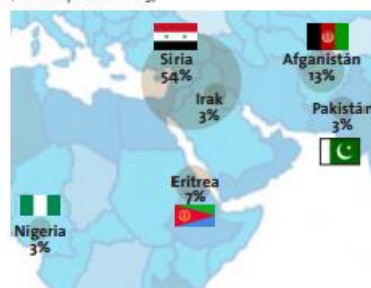 Siria
54%
Afganistán
13%
Irak
3%
Pakistán
3%
Eritrea
7%
Nigeria
3%